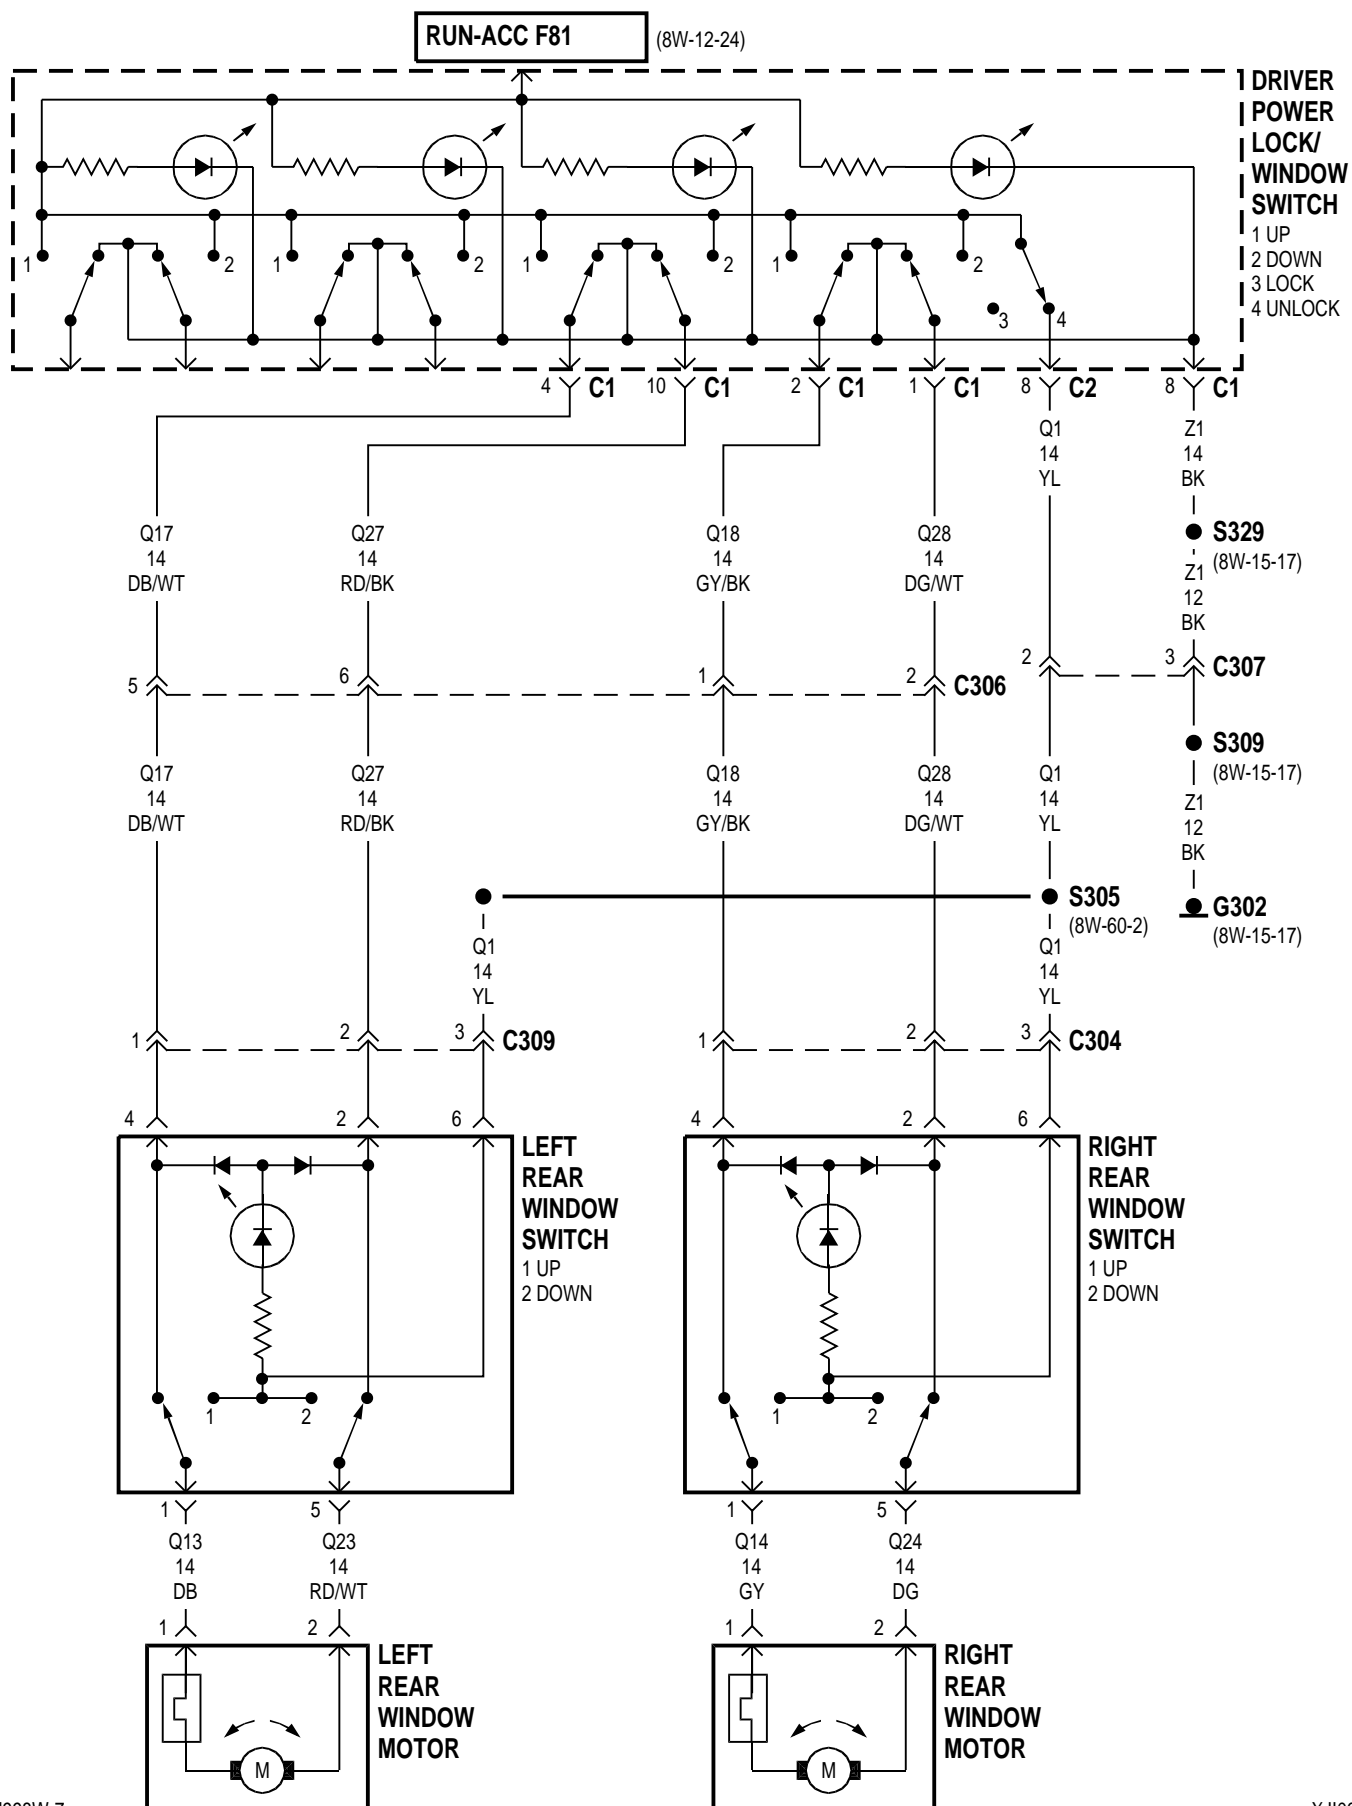 RUN-ACC F81 (8W-12-24)
DRIVER
POWER
LOCK/
WINDOW
SWITCH
1 UP
2 DOWN
3 LOCK
4 UNLOCK
1 2 1 2 1 2 1 2
3 4
4 C1 10 C1 2 C1 1 C1 8 C2 8 C1
Q1 Z1
14 14
YL BK
Q17 Q27 Q18 Q28
14 14 14 14
DB/WT RD/BK GY/BK DG/WT
S329
(8W-15-17)
Z1
12
BK
2 3 C307
5 6 1 2 C306
S309
(8W-15-17)
Q17 Q27 Q18 Q28 Q1
14 14 14 14 14
DB/WT RD/BK GY/BK DG/WT YL
Z1
12
BK
S305
(8W-60-2)
G302
(8W-15-17)
Q1 Q1
14 14
YL YL
1 2 3 C309 1 2 3 C304
4 2 6 4 2 6
LEFT
REAR
WINDOW
SWITCH
1 UP
2 DOWN
RIGHT
REAR
WINDOW
SWITCH
1 UP
2 DOWN
1 2 1 2
1 5 1 5
Q13 Q23 Q14 Q24
14 14 14 14
DB RD/WT GY DG
1 2 1 2
LEFT
REAR
WINDOW
MOTOR
RIGHT
REAR
WINDOW
MOTOR
M M